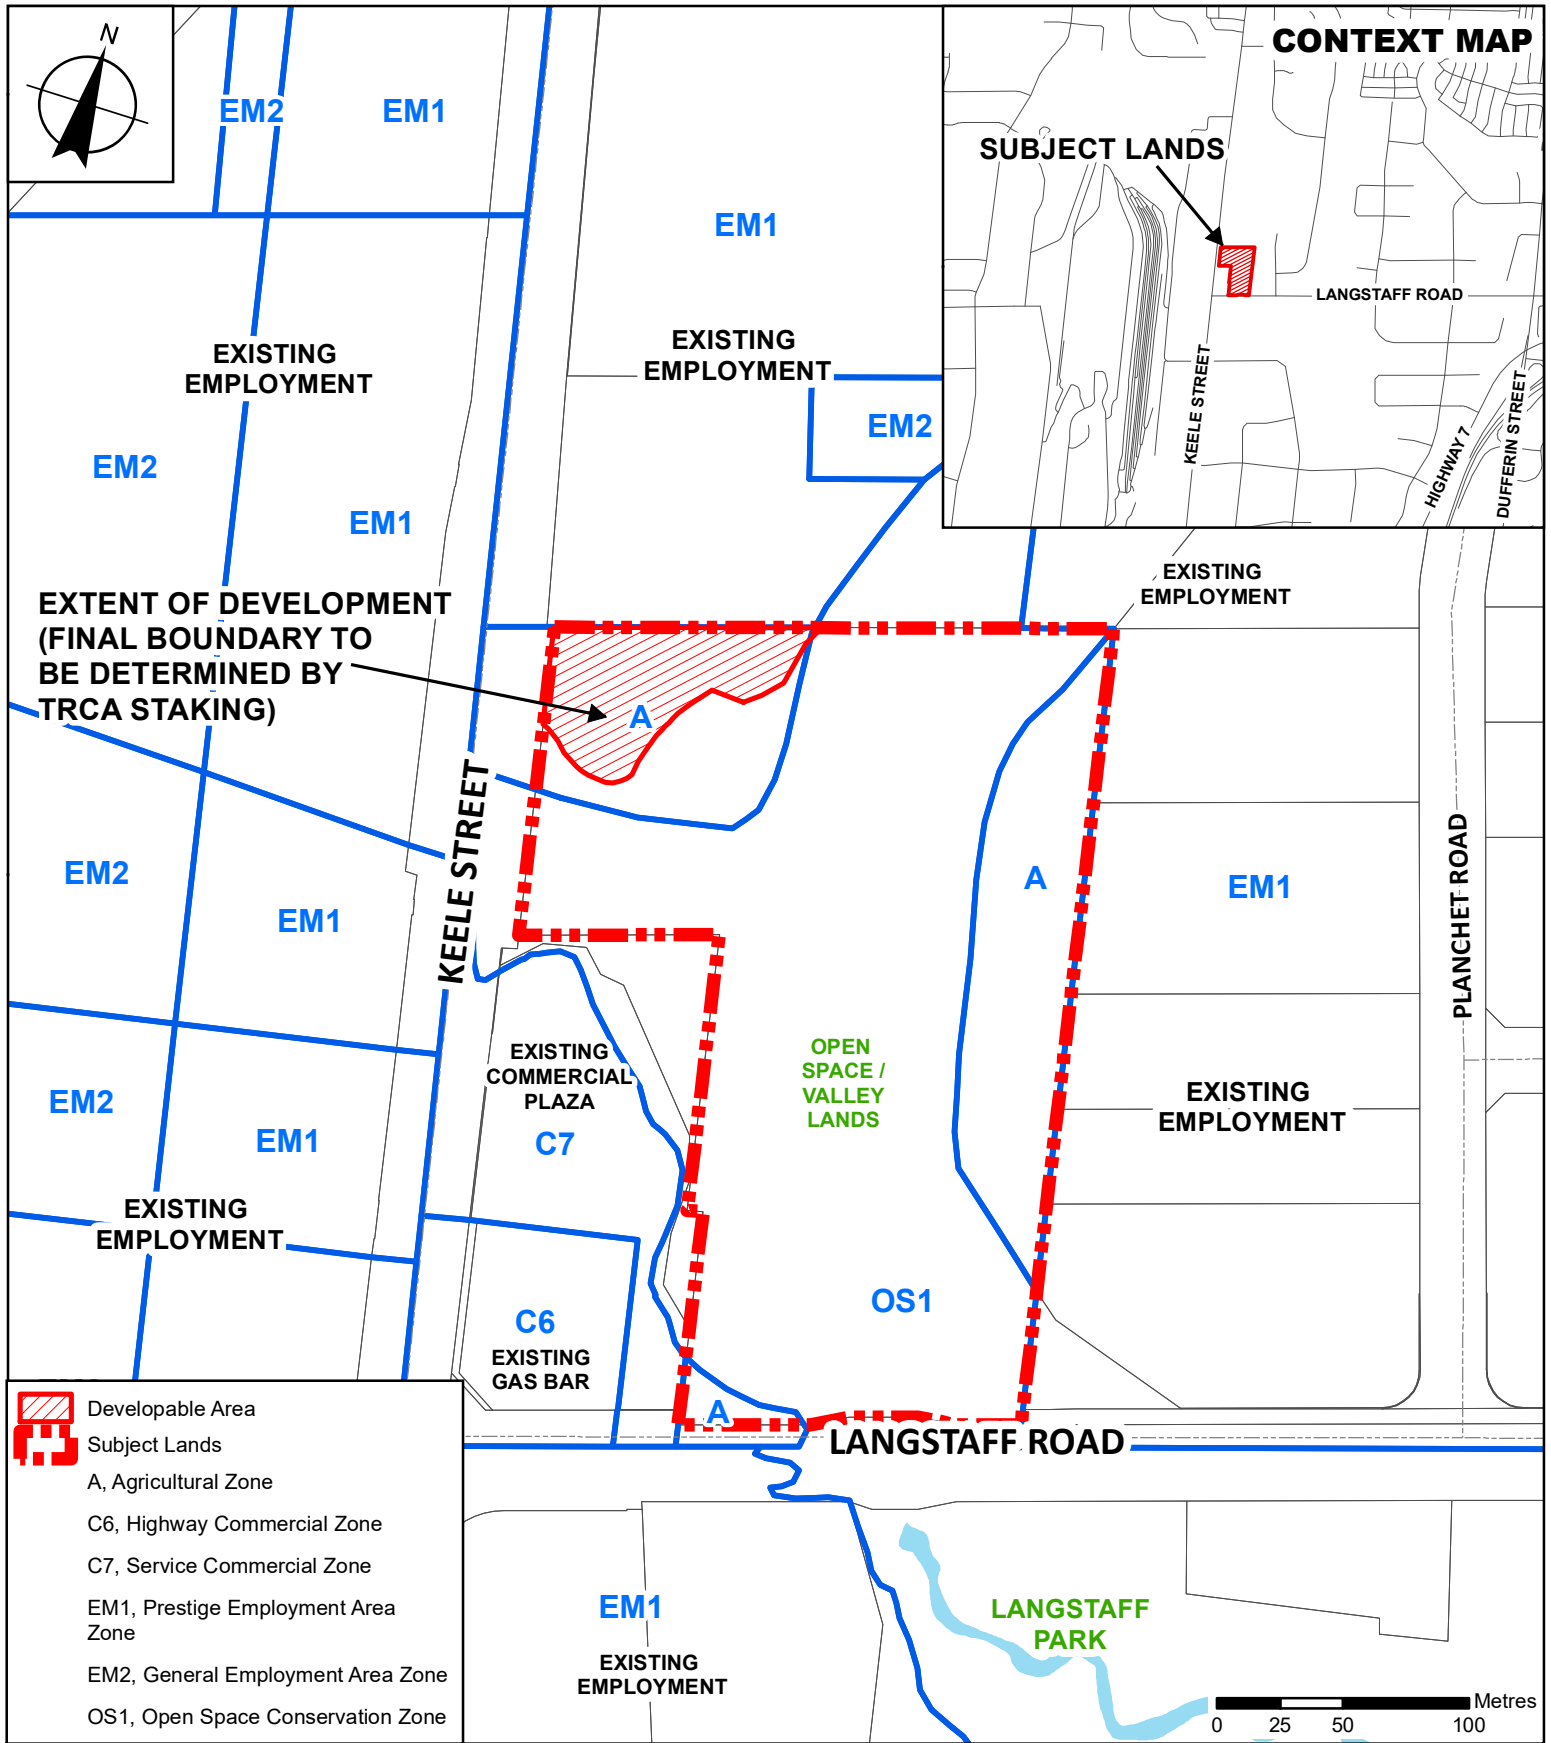 N
CONTEXT MAP
SUBJECT LANDS
LANGSTAFF ROAD
KEELE STREET
HIGHWAY 7
DUFFERIN STREET
EM2
EM1
EM1
EXISTING
EMPLOYMENT
EXISTING
EMPLOYMENT
EM2
EM2
EM1
EXISTING
EMPLOYMENT
EXTENT OF DEVELOPMENT
(FINAL BOUNDARY TO
BE DETERMINED BY
TRCA STAKING)
A
KEELE STREET
EM2
EM1
A
EM1
PLANCHET ROAD
EXISTING
COMMERCIAL
PLAZA
C7
OPEN
SPACE /
VALLEY
LANDS
EXISTING
EMPLOYMENT
EM2
EM1
EXISTING
EMPLOYMENT
OS1
C6
EXISTING
GAS BAR
A
LANGSTAFF ROAD
Developable Area
Subject Lands
A, Agricultural Zone
C6, Highway Commercial Zone
C7, Service Commercial Zone
EM1, Prestige Employment Area
Zone
EM2, General Employment Area Zone
OS1, Open Space Conservation Zone
EM1
EXISTING
EMPLOYMENT
LANGSTAFF
PARK
Metres
0 25 50 100